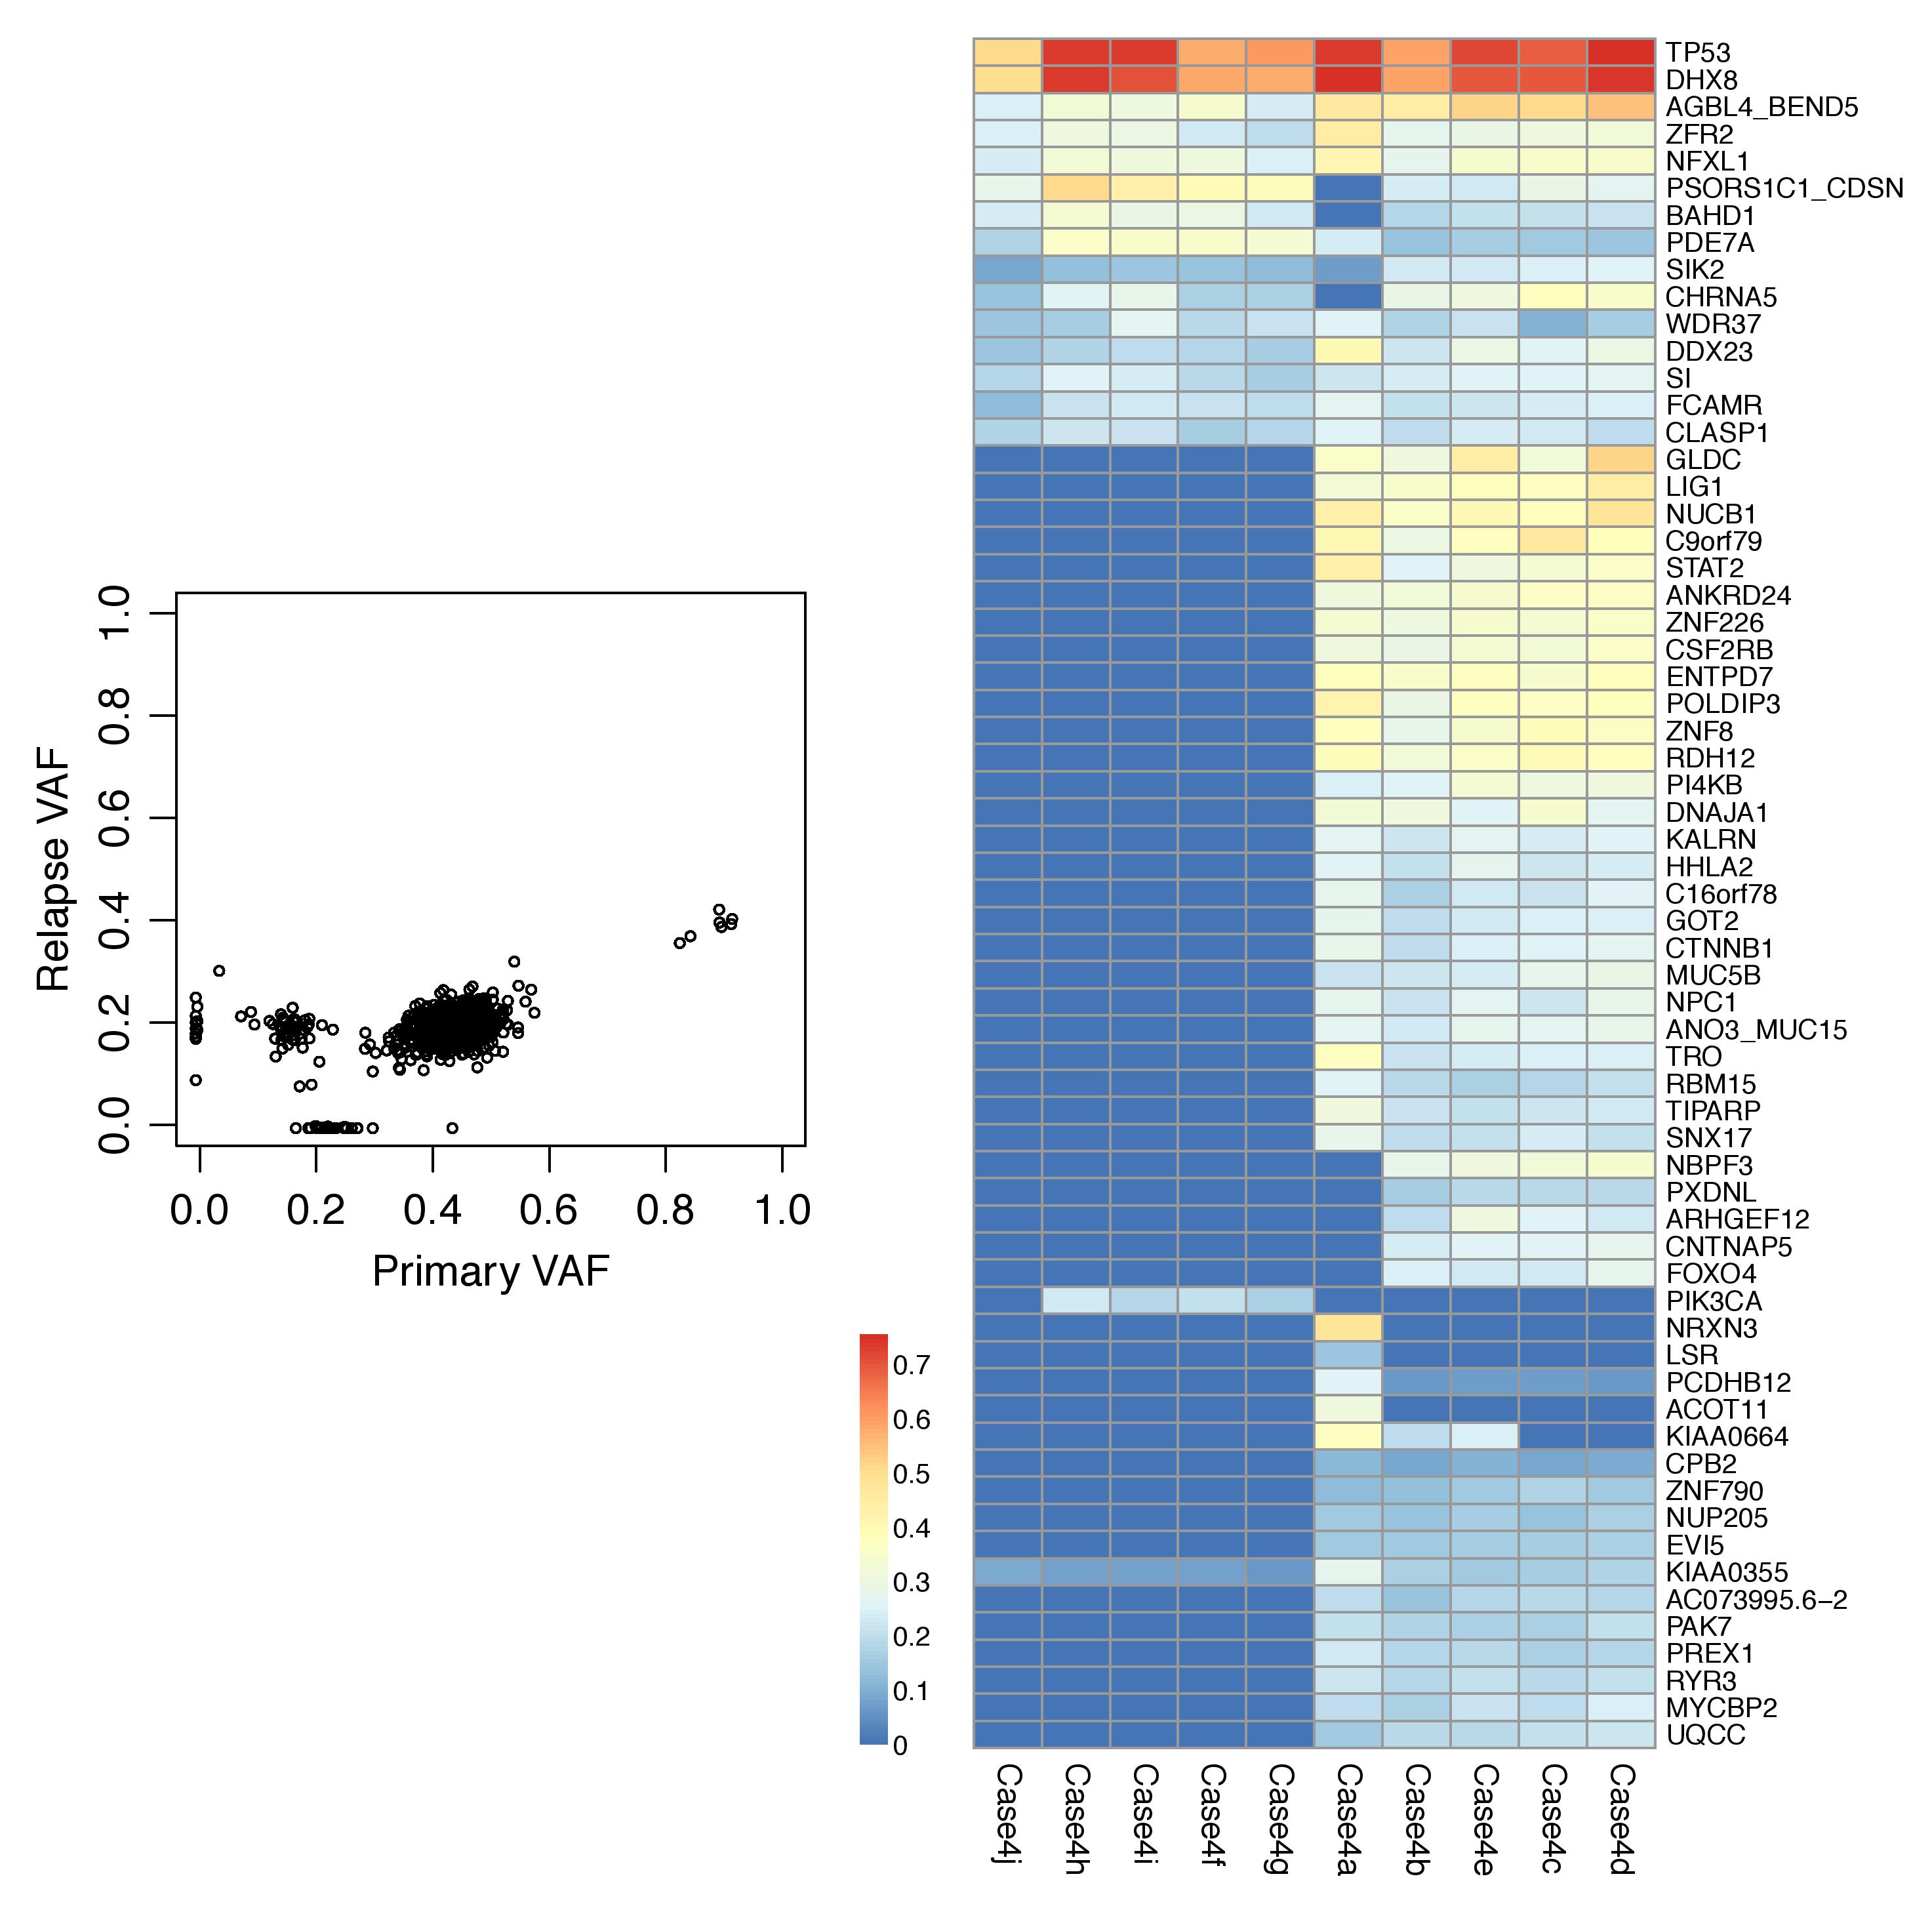 Relapse VAF
1.0
0.8
0.6
0.4
0.2
0.0
0.0 0.2 0.4 0.6 0.8 1.0
Primary VAF
0.7
0.6
0.5
0.4
0.3
0.2
0.1
0
TP53
DHX8
AGBL4_BEND5
ZFR2
NFXL1
PSORS1C1_CDSN
BAHD1
PDE7A
SIK2
CHRNA5
WDR37
DDX23
SI
FCAMR
CLASP1
GLDC
LIG1
NUCB1
C9orf79
STAT2
ANKRD24
ZNF226
CSF2RB
ENTPD7
POLDIP3
ZNF8
RDH12
PI4KB
DNAJA1
KALRN
HHLA2
C16orf78
GOT2
CTNNB1
MUC5B
NPC1
ANO3_MUC15
TRO
RBM15
TIPARP
SNX17
NBPF3
PXDNL
ARHGEF12
CNTNAP5
FOXO4
PIK3CA
NRXN3
LSR
PCDHB12
ACOT11
KIAA0664
CPB2
ZNF790
NUP205
EVI5
KIAA0355
AC073995.6−2
PAK7
PREX1
RYR3
MYCBP2
UQCC
Case4j
Case4h
Case4i
Case4f
Case4g
Case4a
Case4b
Case4e
Case4c
Case4d